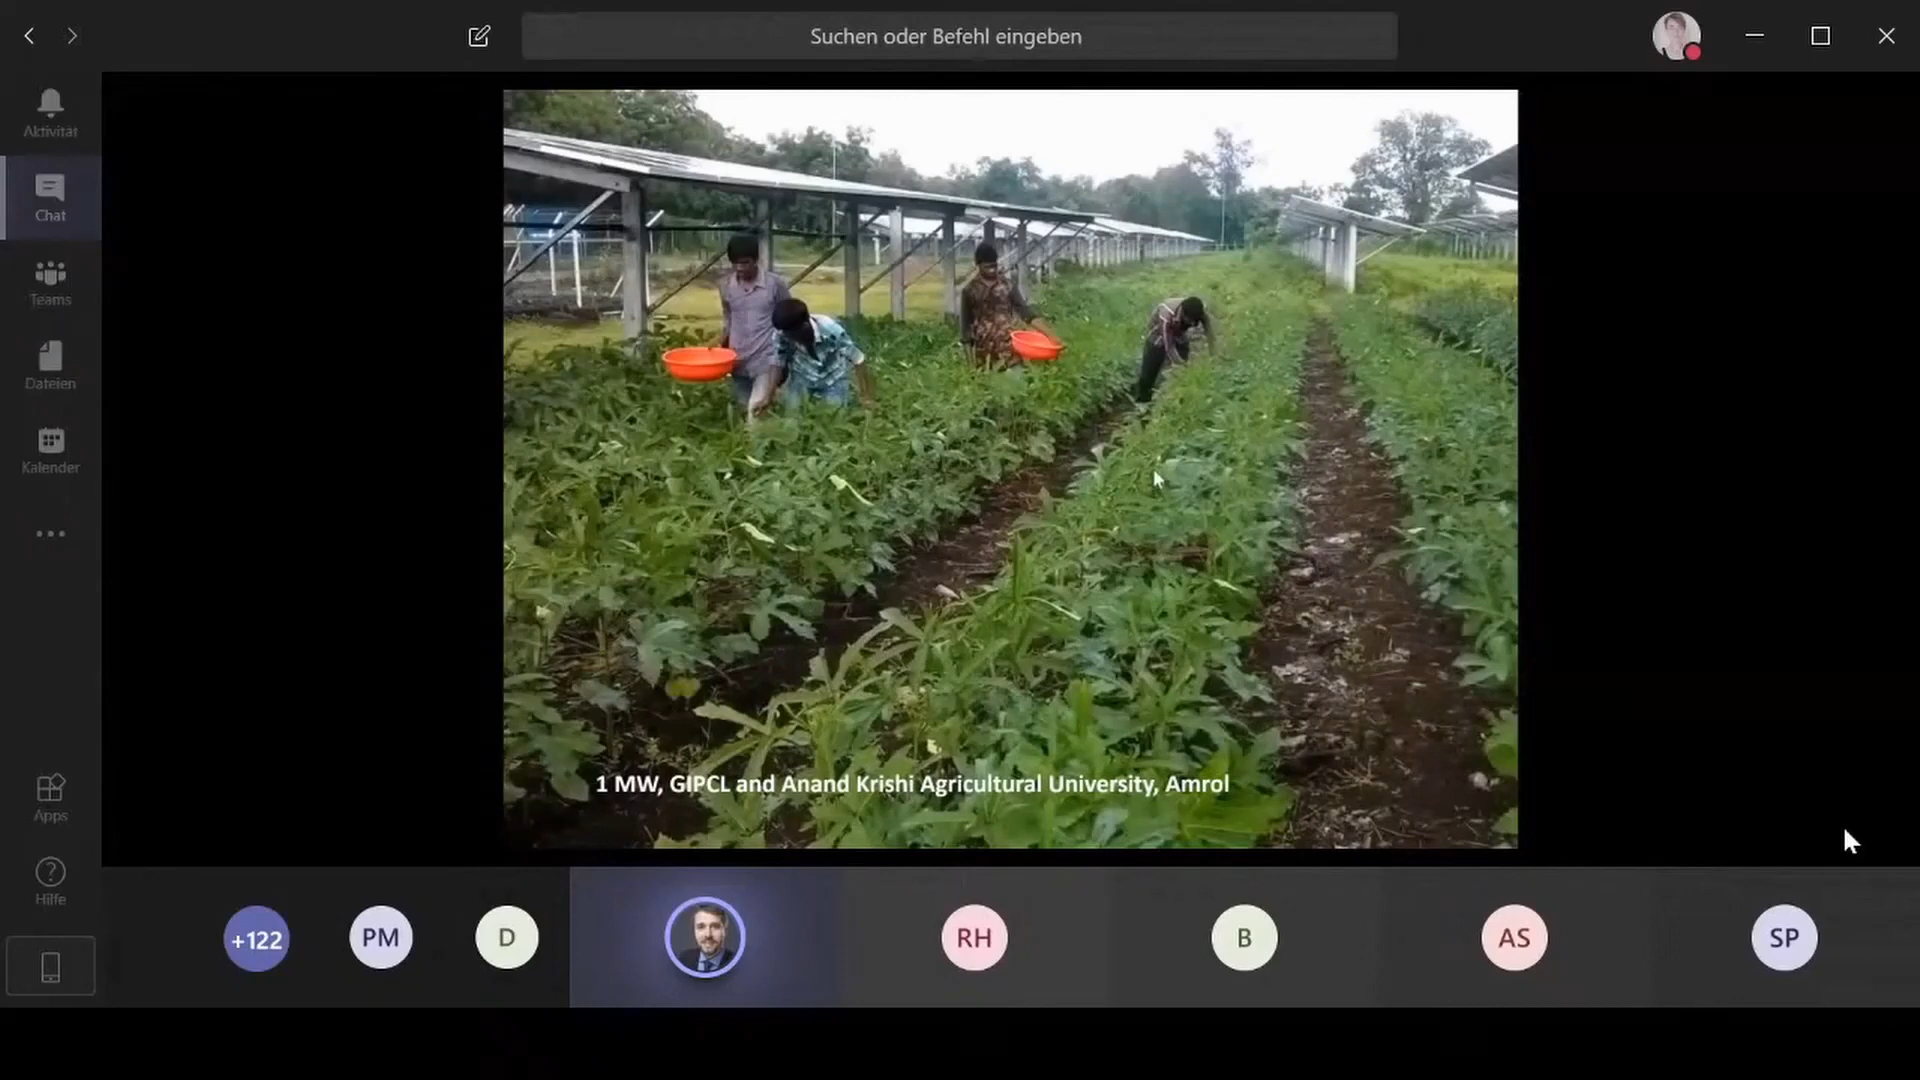 Suchen oder Befehl eingeben
Aktivität
Chat
Teams
Dateien
Kalender
Apps
Hilfe
1 MW, GIPCL and Anand Krishi Agricultural University, Amrol
+122
PM
D
RH
B
AS
SP